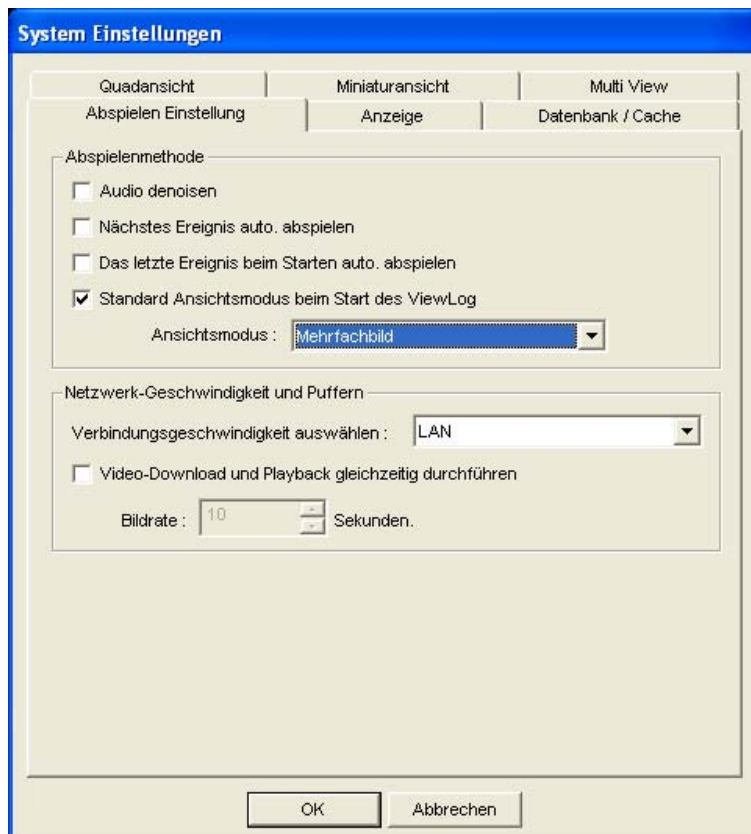 System Einstellungen
Quadansicht
Miniaturansicht
Multi View
Abspielen Einstellung
Anzeige
Datenbank / Cache
Abspielenmethode
Audio denoisen
Nächstes Ereignis auto. abspielen
Das letzte Ereignis beim Starten auto. abspielen
Standard Ansichtsmodus beim Start des ViewLog
Ansichtsmodus : Mehrfachbild
Netzwerk-Geschwindigkeit und Puffern
Verbindungsgeschwindigkeit auswählen : LAN
Video-Download und Playback gleichzeitig durchführen
Bildrate : 10 Sekunden.
OK
Abbrechen